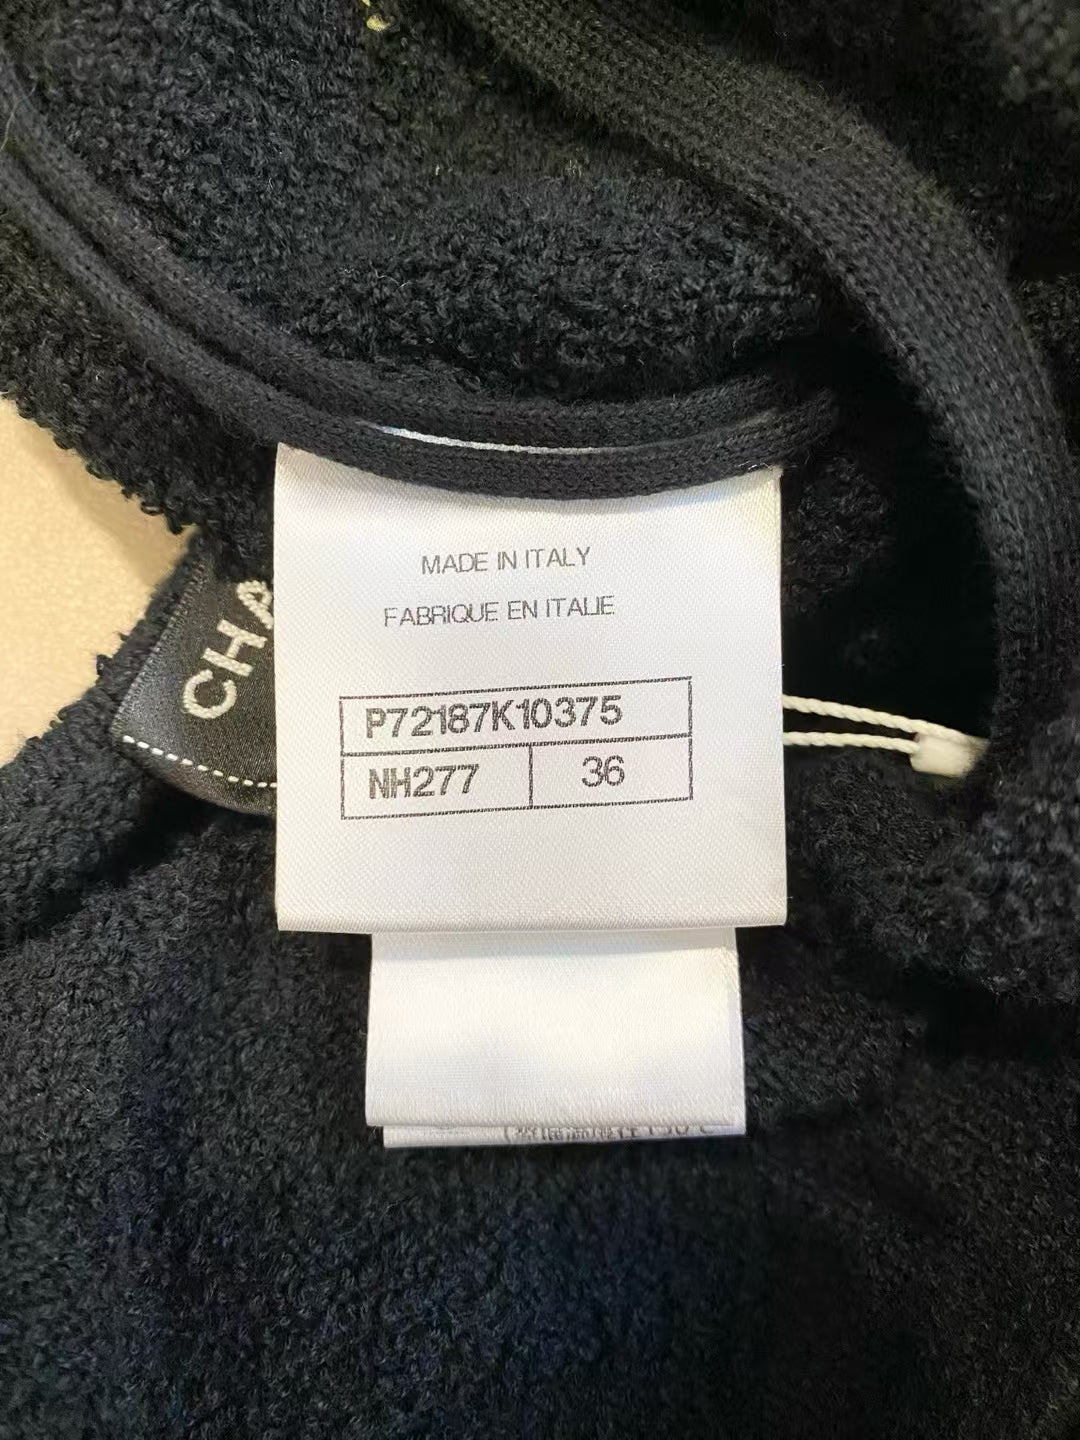 MADE IN ITALY
FABRIQUE EN ITALIE
CHA
P72187K10375
NH277 36